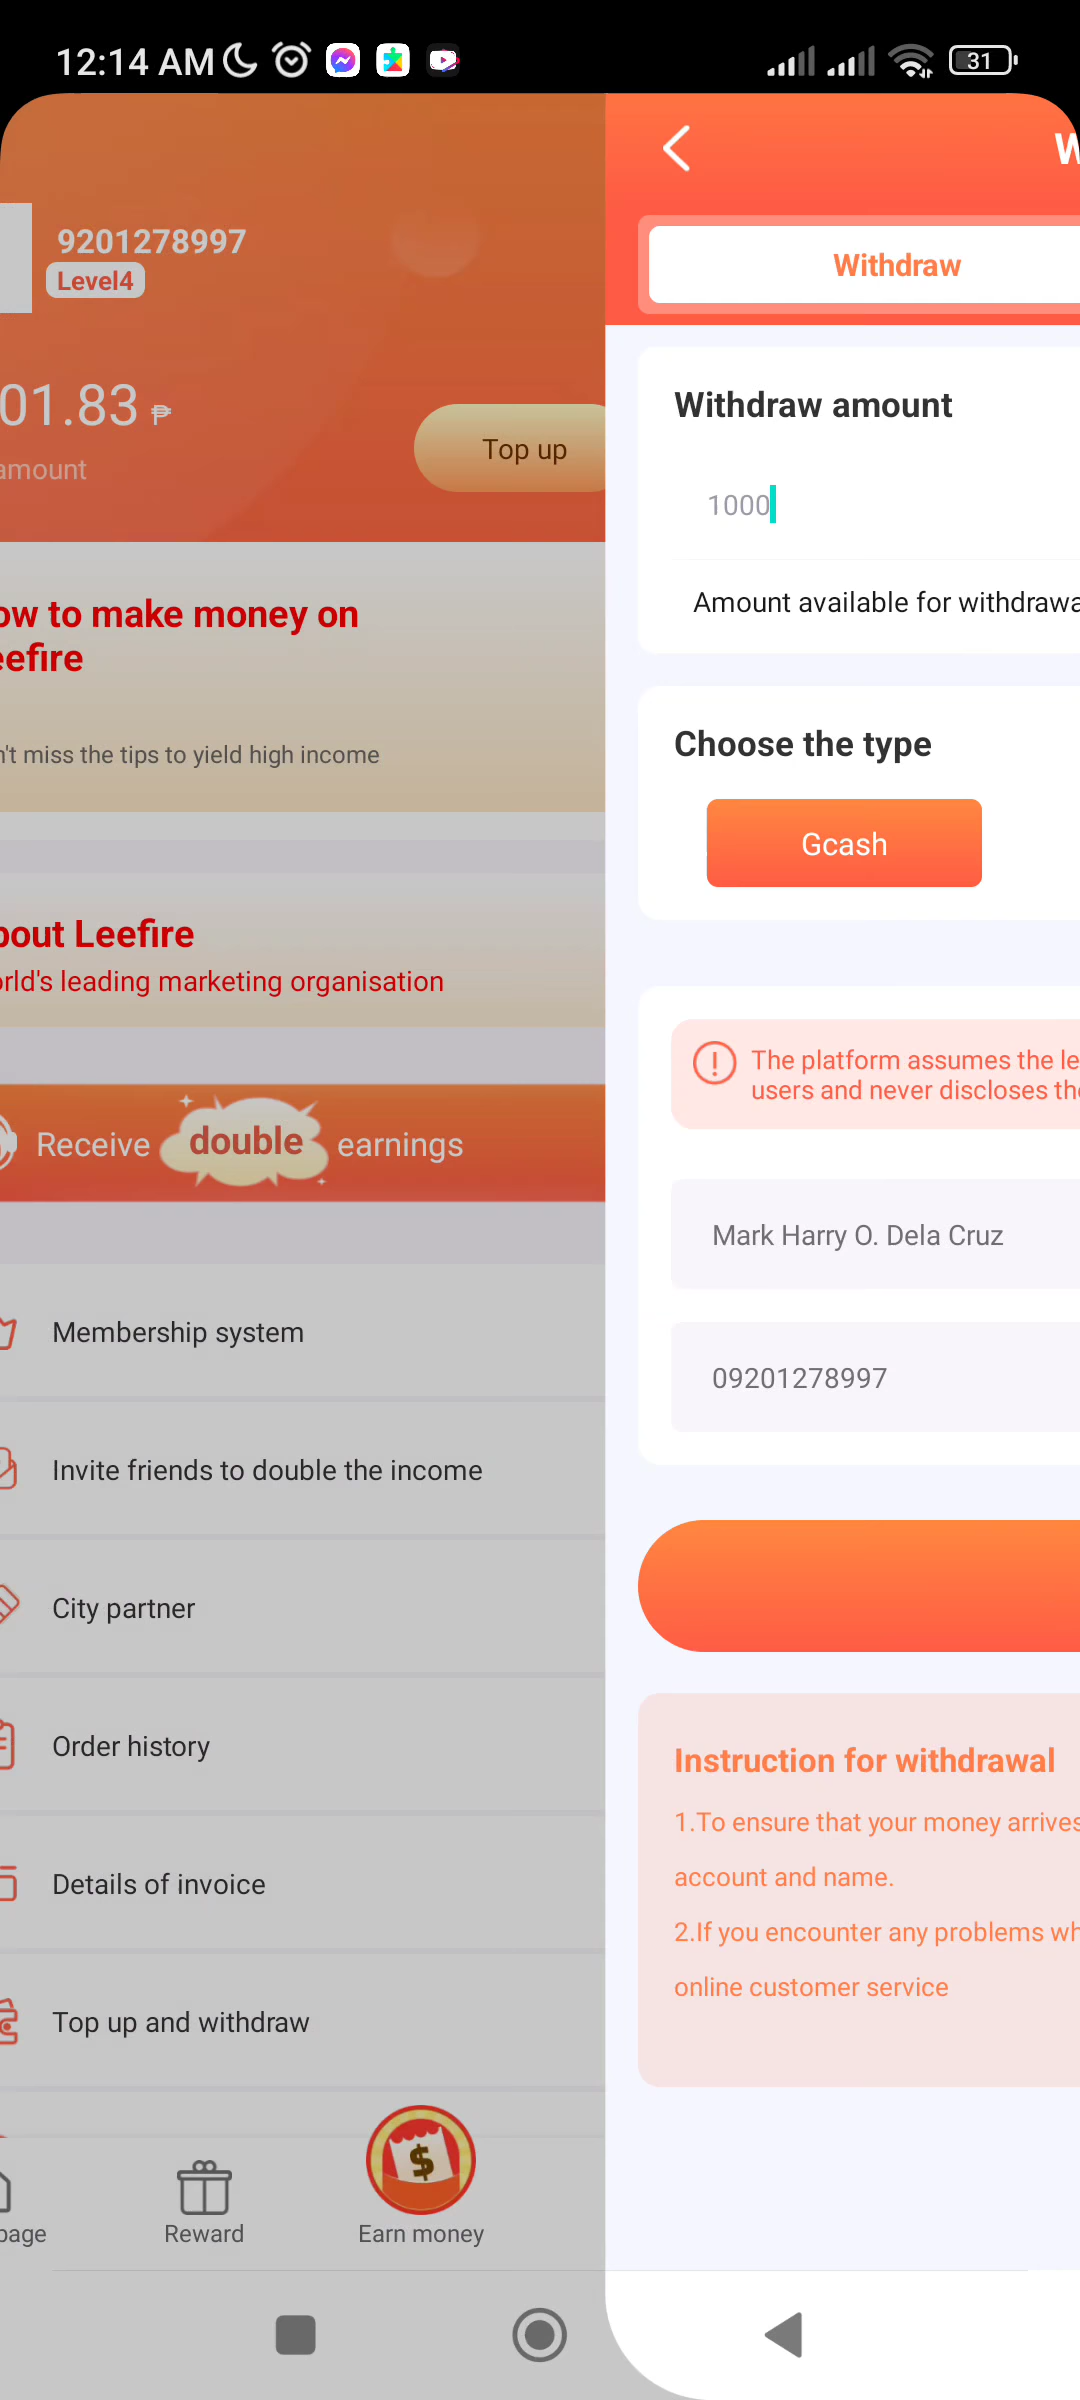 12:14 AM
31
9201278997
Level4
01.83 ₱
amount
Top up
ow to make money on
eefire
n't miss the tips to yield high income
bout Leefire
orld's leading marketing organisation
Receive double earnings
Membership system
Invite friends to double the income
City partner
Order history
Details of invoice
Top up and withdraw
page
Reward
$
Earn money
W
Withdraw
Withdraw amount
1000
Amount available for withdrawa
Choose the type
Gcash
The platform assumes the le
users and never discloses the
Mark Harry O. Dela Cruz
09201278997
Instruction for withdrawal
1.To ensure that your money arrives
account and name.
2.If you encounter any problems wh
online customer service